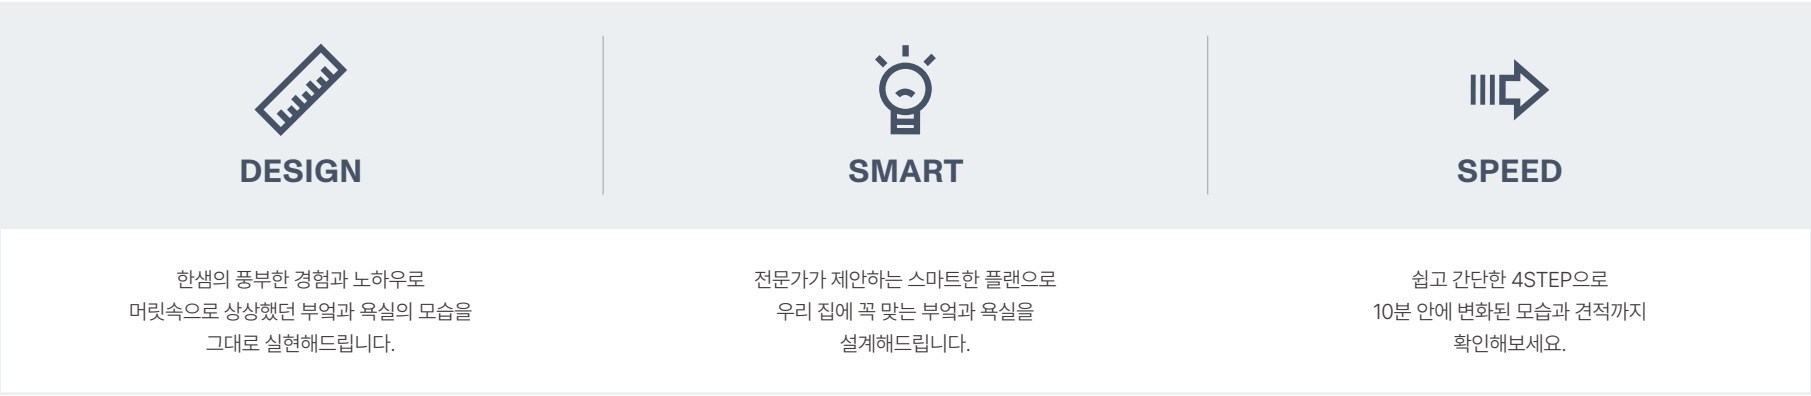 DESIGN
한샘의 풍부한 경험과 노하우로
머릿속으로 상상했던 부엌과 욕실의 모습을
그대로 실현해드립니다.
SMART
전문가가 제안하는 스마트한 플랜으로
우리 집에 꼭 맞는 부엌과 욕실을
설계해드립니다.
SPEED
쉽고 간단한 4STEP으로
10분 안에 변화된 모습과 견적까지
확인해보세요.